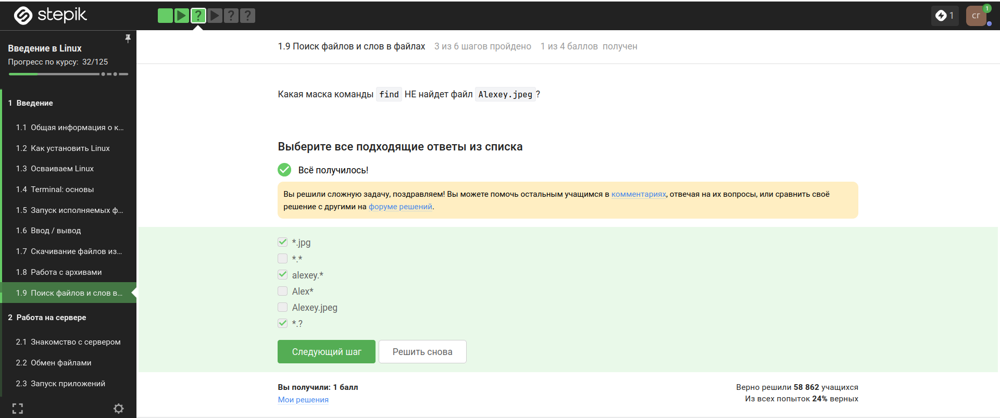 stepik
? ? ?
1
СГ
1
Введение в Linux
Прогресс по курсу: 32/125
1 Введение
1.1 Общая информация о к...
1.2 Как установить Linux
1.3 Осваиваем Linux
1.4 Terminal: основы
1.5 Запуск исполняемых ф...
1.6 Ввод / вывод
1.7 Скачивание файлов из...
1.8 Работа с архивами
1.9 Поиск файлов и слов в...
2 Работа на сервере
2.1 Знакомство с сервером
2.2 Обмен файлами
2.3 Запуск приложений
1.9 Поиск файлов и слов в файлах 3 из 6 шагов пройдено 1 из 4 баллов получен
Какая маска команды find НЕ найдет файл Alexey.jpeg?
Выберите все подходящие ответы из списка
Всё получилось!
Вы решили сложную задачу, поздравляем! Вы можете помочь остальным учащимся в комментариях, отвечая на их вопросы, или сравнить своё
решение с другими на форуме решений.
*.jpg
*.*
alexey.*
Alex*
Alexey.jpeg
*.?
Следующий шаг
Решить снова
Вы получили: 1 балл
Мои решения
Верно решили 58 862 учащихся
Из всех попыток 24% верных